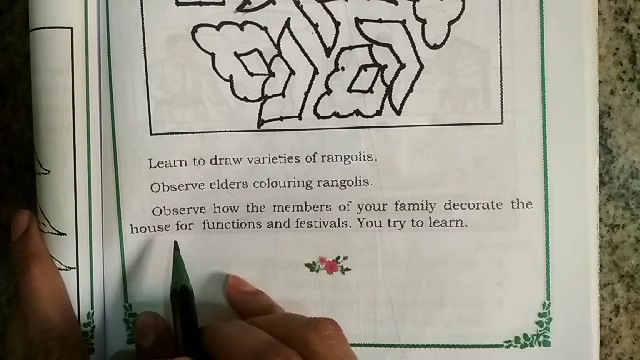 Learn to draw varieties of rangolis.
Observe elders colouring rangolis.
Observe how the members of your family decorate the
house for functions and festivals. You try to learn.